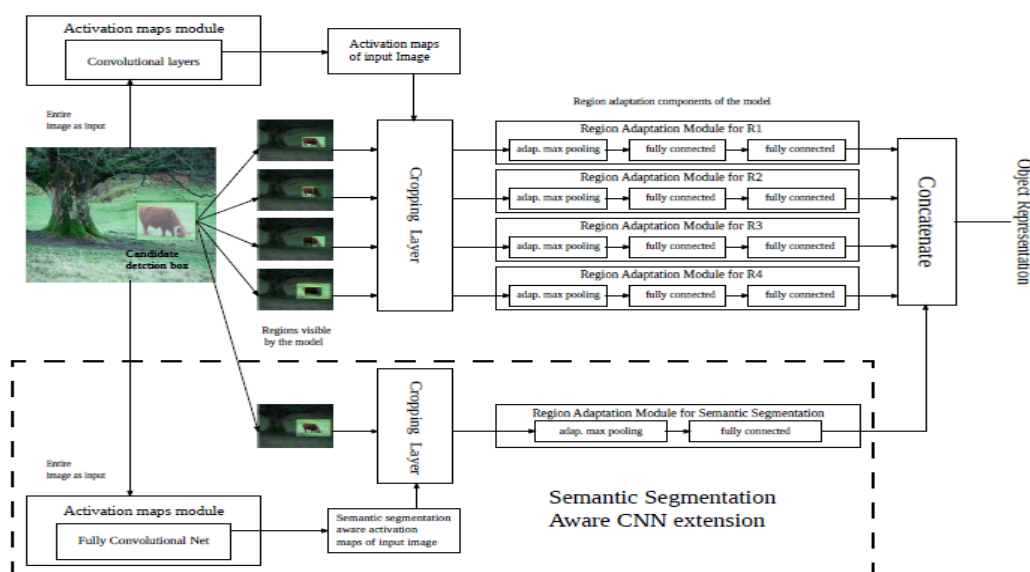 Activation maps module
Convolutional layers
Activation maps
of input Image
Entire
image as input
Region adaptation components of the model
Region Adaptation Module for R1
adap. max pooling
fully connected
fully connected
Region Adaptation Module for R2
adap. max pooling
fully connected
fully connected
Region Adaptation Module for R3
adap. max pooling
fully connected
fully connected
Region Adaptation Module for R4
adap. max pooling
fully connected
fully connected
Cropping Layer
Concatenate
Object Representation
Candidate
detction box
Regions visible
by the model
Cropping Layer
Region Adaptation Module for Semantic Segmentation
adap. max pooling
fully connected
Entire
image as input
Activation maps module
Fully Convolutional Net
Semantic segmentation
aware activation
maps of input image
Semantic Segmentation
Aware CNN extension